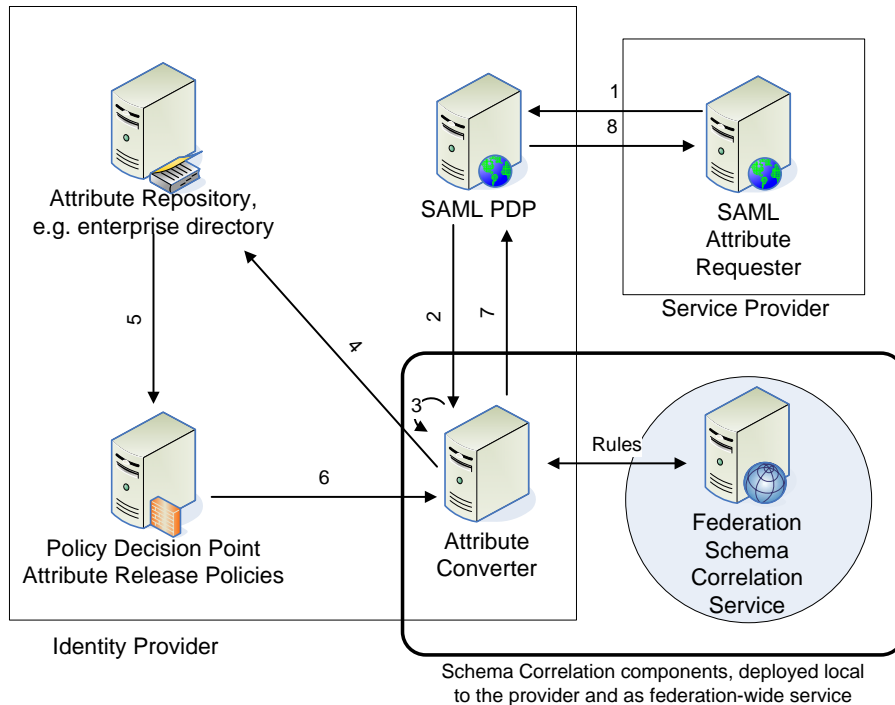 1
8
Attribute Repository,
e.g. enterprise directory
SAML PDP
SAML
Attribute
Requester
Service Provider
5
4
2
7
3
Rules
6
Policy Decision Point
Attribute Release Policies
Attribute
Converter
Federation
Schema
Correlation
Service
Identity Provider
Schema Correlation components, deployed local
to the provider and as federation-wide service